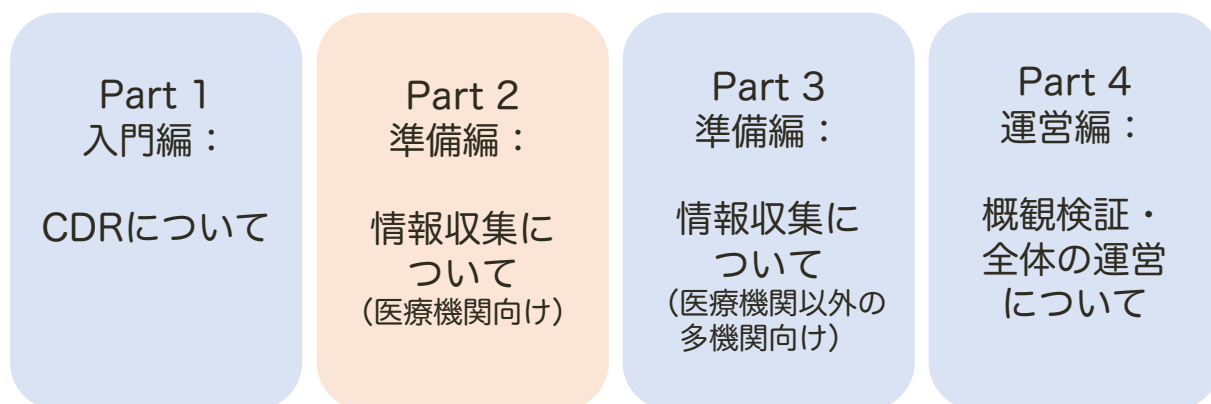 Part 1
入門編：
CDRについて
Part 2
準備編：
情報収集に
ついて
（医療機関向け）
Part 3
準備編：
情報収集に
ついて
（医療機関以外の
多機関向け）
Part 4
運営編：
概観検証・
全体の運営
について